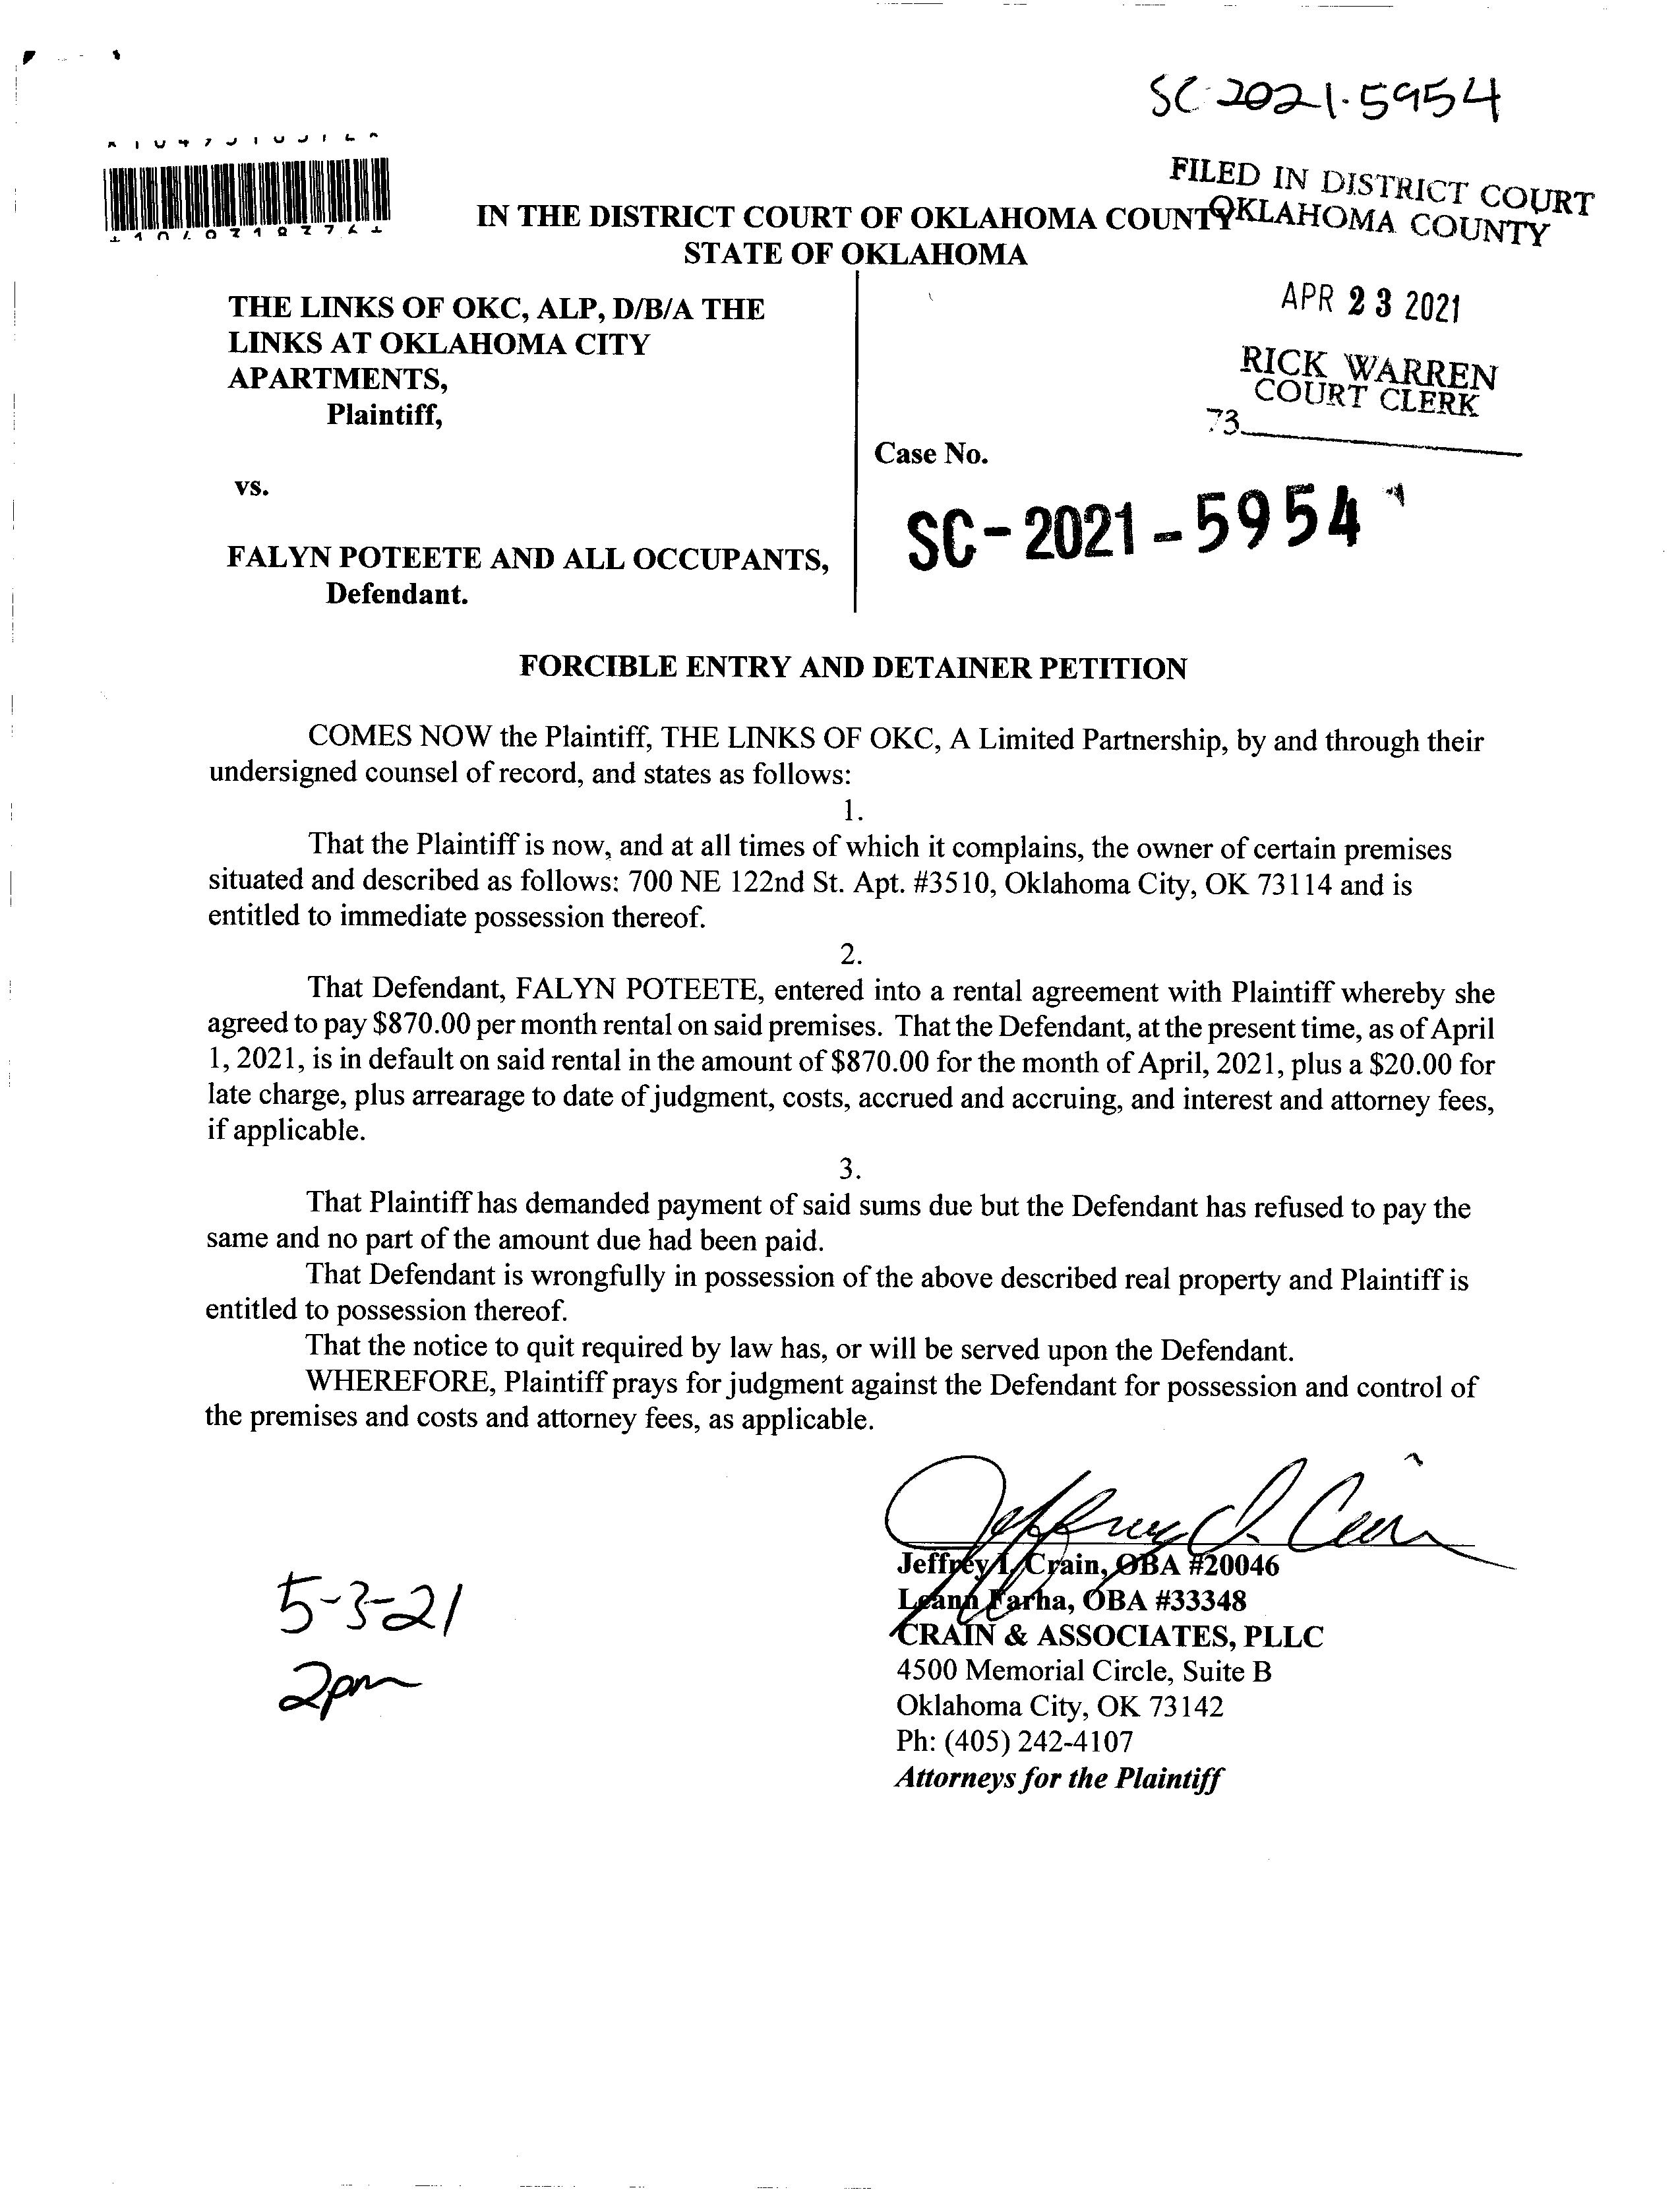 SC-2021-5954
FILED IN DISTRICT COURT
OKLAHOMA COUNTY
IN THE DISTRICT COURT OF OKLAHOMA COUNTY
STATE OF OKLAHOMA
THE LINKS OF OKC, ALP, D/B/A THE
LINKS AT OKLAHOMA CITY
APARTMENTS,
Plaintiff,
APR 23 2021
RICK WARREN
COURT CLERK
73
Case No.
vs.
SC-2021-5954
FALYN POTEETE AND ALL OCCUPANTS,
Defendant.
FORCIBLE ENTRY AND DETAINER PETITION
COMES NOW the Plaintiff, THE LINKS OF OKC, A Limited Partnership, by and through their
undersigned counsel of record, and states as follows:
1.
That the Plaintiff is now, and at all times of which it complains, the owner of certain premises
situated and described as follows: 700 NE 122nd St. Apt. #3510, Oklahoma City, OK 73114 and is
entitled to immediate possession thereof.
2.
That Defendant, FALYN POTEETE, entered into a rental agreement with Plaintiff whereby she
agreed to pay $870.00 per month rental on said premises. That the Defendant, at the present time, as of April
1, 2021, is in default on said rental in the amount of $870.00 for the month of April, 2021, plus a $20.00 for
late charge, plus arrearage to date of judgment, costs, accrued and accruing, and interest and attorney fees,
if applicable.
3.
That Plaintiff has demanded payment of said sums due but the Defendant has refused to pay the
same and no part of the amount due had been paid.
That Defendant is wrongfully in possession of the above described real property and Plaintiff is
entitled to possession thereof.
That the notice to quit required by law has, or will be served upon the Defendant.
WHEREFORE, Plaintiff prays for judgment against the Defendant for possession and control of
the premises and costs and attorney fees, as applicable.
Jeffrey I. Crain
Jeffrey I. Crain, OBA #20046
Leann Farha, OBA #33348
CRAIN & ASSOCIATES, PLLC
4500 Memorial Circle, Suite B
Oklahoma City, OK 73142
Ph: (405) 242-4107
Attorneys for the Plaintiff
5-3-21
2pm